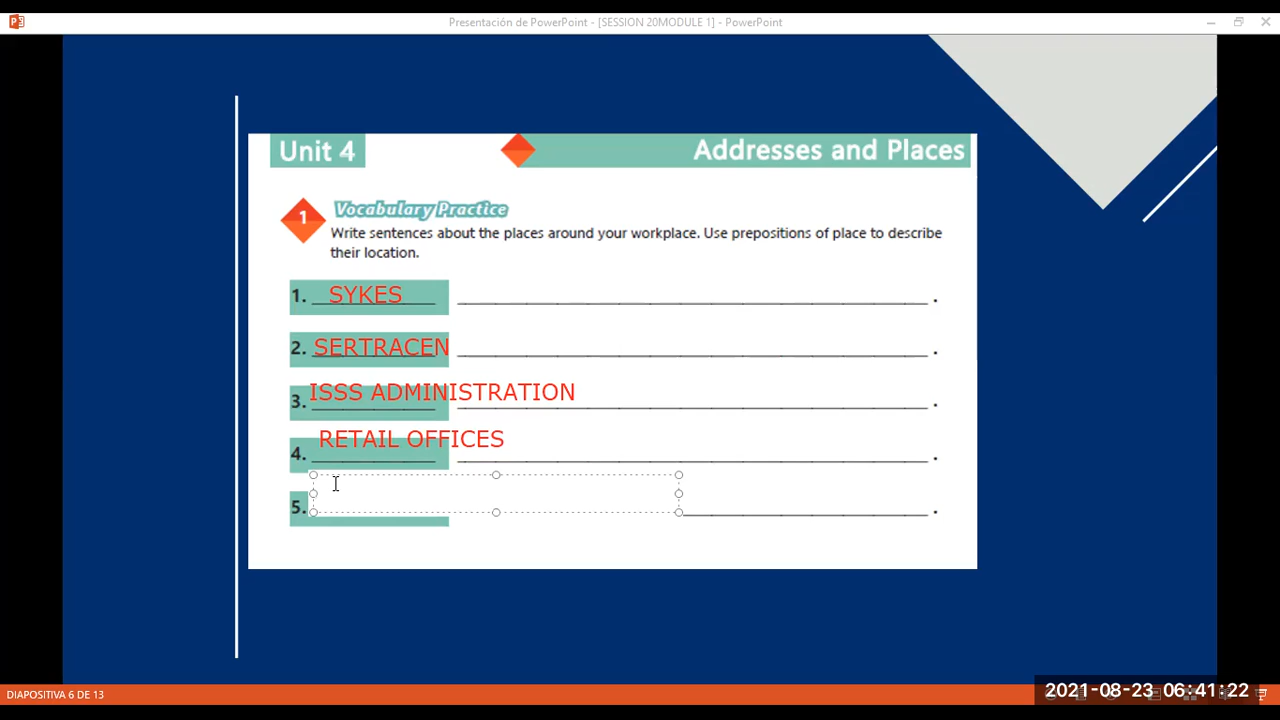 Presentación de PowerPoint - [SESSION 20MODULE 1] - PowerPoint
Unit 4
Addresses and Places
1
Vocabulary Practice
Write sentences about the places around your workplace. Use prepositions of place to describe
their location.
1. SYKES .
2. SERTRACEN .
3. ISSS ADMINISTRATION .
4. RETAIL OFFICES .
5. .
DIAPOSITIVA 6 DE 13
2021-08-23 06:41:22